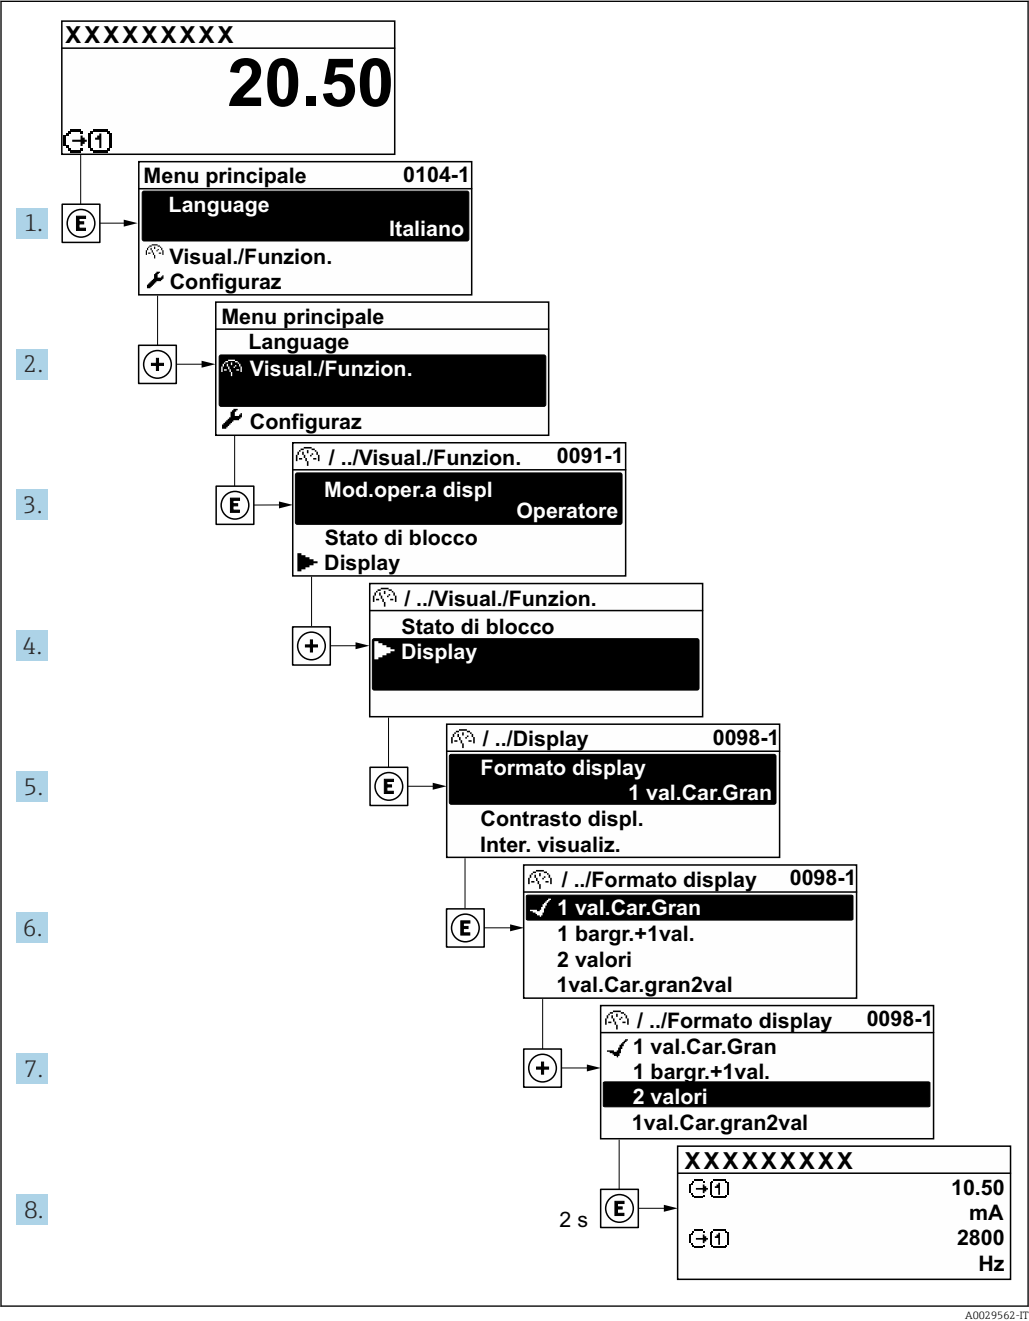 XXXXXXXXX
20.50
1
Menu principale 0104-1
Language
Italiano
1. E
Visual./Funzion.
Configuraz
Menu principale
Language
2. + Visual./Funzion.
Configuraz
/ ../Visual./Funzion. 0091-1
Mod.oper.a displ
3. E Operatore
Stato di blocco
Display
/ ../Visual./Funzion.
Stato di blocco
4. + Display
/ ../Display 0098-1
Formato display
5. E 1 val.Car.Gran
Contrasto displ.
Inter. visualiz.
/ ../Formato display 0098-1
1 val.Car.Gran
6. E 1 bargr.+1val.
2 valori
1val.Car.gran2val
/ ../Formato display 0098-1
1 val.Car.Gran
7. + 1 bargr.+1val.
2 valori
1val.Car.gran2val
XXXXXXXXX
1 10.50
8. 2 s E mA
1 2800
Hz
A0029562-IT